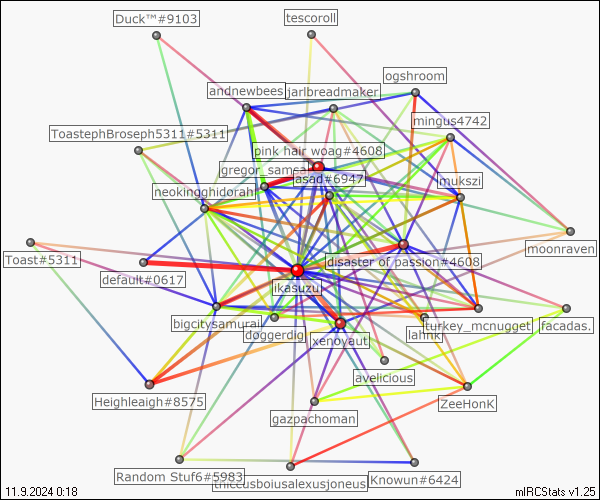 Duck™#9103
tescoroll
ogshroom
andnewbees
jarlbreadmaker
mingus4742
ToastephBroseph5311#5311
pink hair woag#4608
gregor_samsa
asad#6947
mukszi
neokingghidorah
moonraven
Toast#5311
disaster of passion#4608
default#0617
ikasuzu
bigcitysamurai
doggerdig
turkey_mcnugget
facadas.
xenoyaut
avelicious
Heighleaigh#8575
ZeeHonK
gazpachoman
Random Stuf6#5983
thiccusboiusalexusjoneus
Knowun#6424
11.9.2024 0:18
mIRCStats v1.25